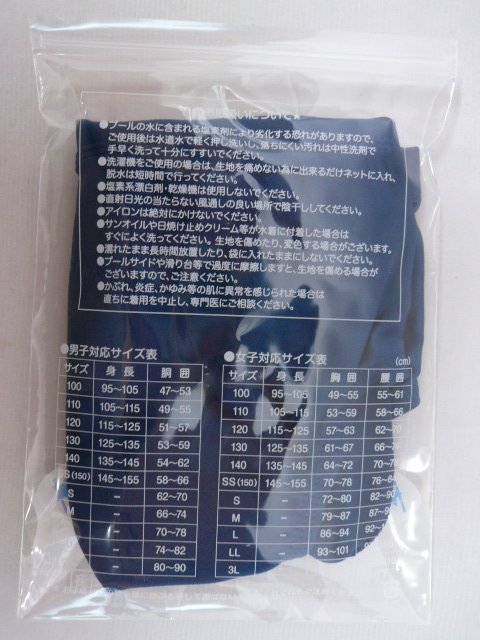 いについて★
●プールの水に含まれる塩素剤により劣化する恐れがありますので、
ご使用後は水道水で軽く押し洗いし、落ちにくい汚れは中性洗剤で
手早く洗って十分にすすいでください。
●洗濯機をご使用の場合は、生地を痛めない為に出来るだけネットに入れ、
脱水は短時間で行ってください。
●塩素系漂白剤・乾燥機は使用しないでください。
●直射日光の当たらない風通しの良い場所で陰干ししてください。
●アイロンは絶対にかけないでください。
●サンオイルや日焼け止めクリーム等が水着に付着した場合は
すぐによく洗ってください。生地を傷めたり、変色する場合がございます。
●濡れたまま長時間放置したり、袋に入れたままにしないでください。
●プールサイドや滑り台等で過度に摩擦しますと、生地を傷める場合が
ございますので、ご注意ください。
●かぶれ、炎症、かゆみ等の肌に異常を感じられた場合は
直ちに着用を中止し、専門医にご相談ください。
●男子対応サイズ表
サイズ 身長 胸囲
100 95〜105 47〜53
110 105〜115 49〜55
120 115〜125 51〜57
130 125〜135 53〜59
140 135〜145 54〜62
SS(150) 145〜155 58〜66
S − 62〜70
M − 66〜74
− 70〜78
− 74〜82
− 80〜90
●女子対応サイズ表 (cm)
サイズ 身長 胸囲 腰囲
100 95〜105 49〜55 55〜61
110 105〜115 53〜59 58〜66
120 115〜125 57〜63 62〜70
130 125〜135 61〜67 66〜74
140 135〜145 64〜72 70〜78
SS(150) 145〜155 70〜78 76〜84
S − 72〜80 82〜90
M − 79〜87 87〜
L − 86〜94 92〜
LL − 93〜101
3L −